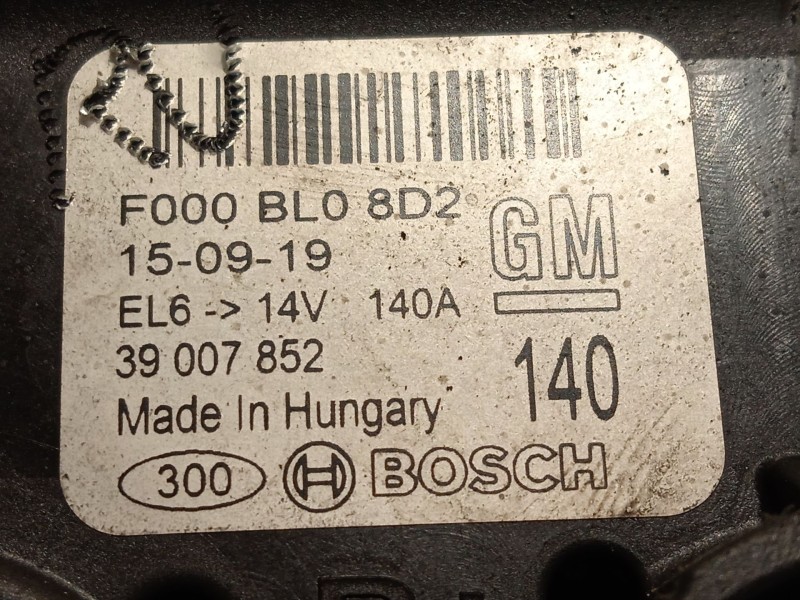 F000 BL0 8D2
15-09-19
GM
EL6 -> 14V 140A
39 007 852
140
Made In Hungary
300 BOSCH